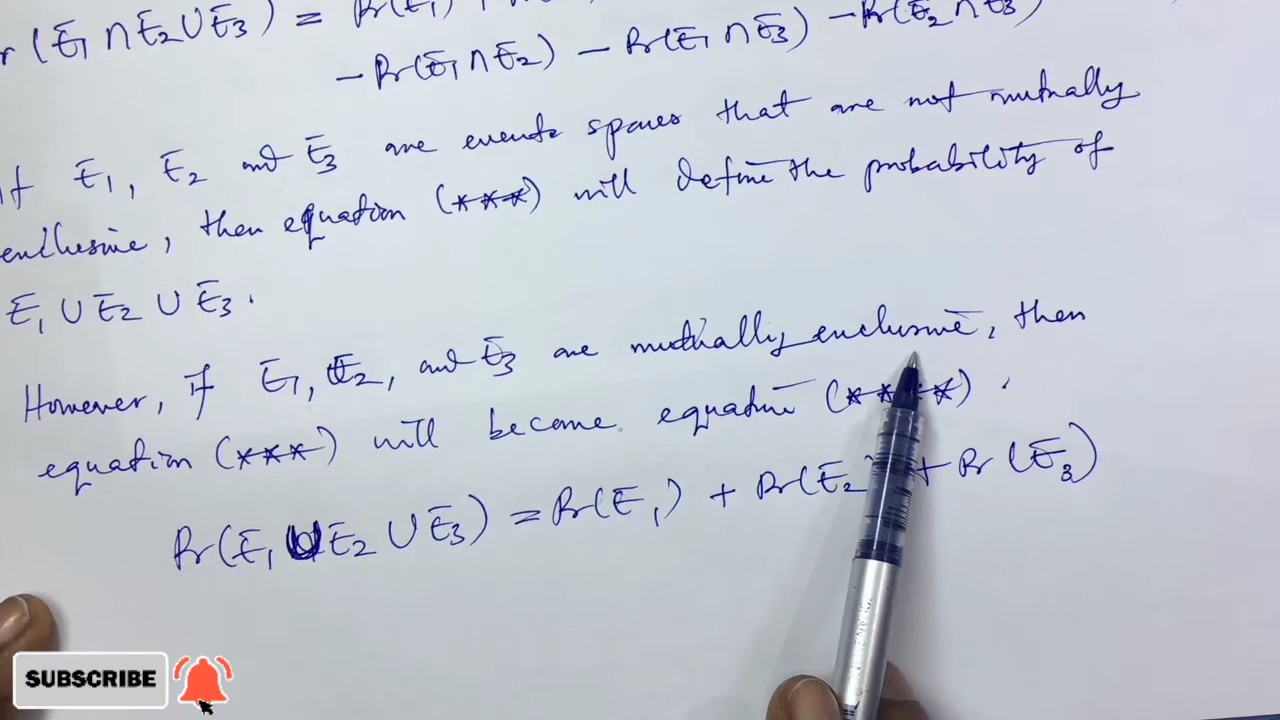 r (E1 ∩ E2 ∪ E3) = Pr(E1)
- Pr(E1 ∩ E2) - Pr(E1 ∩ E3) - Pr(E2 ∩ E3)
If E1, E2 and E3 are events spaces that are not mutually
exclusive, then equation (***) will define the probability of
E1 ∪ E2 ∪ E3.
However, if E1, E2, and E3 are mutually exclusive, then
equation (***) will become equation (****).
Pr(E1 ∪ E2 ∪ E3) = Pr(E1) + Pr(E2) + Pr(E3)
SUBSCRIBE